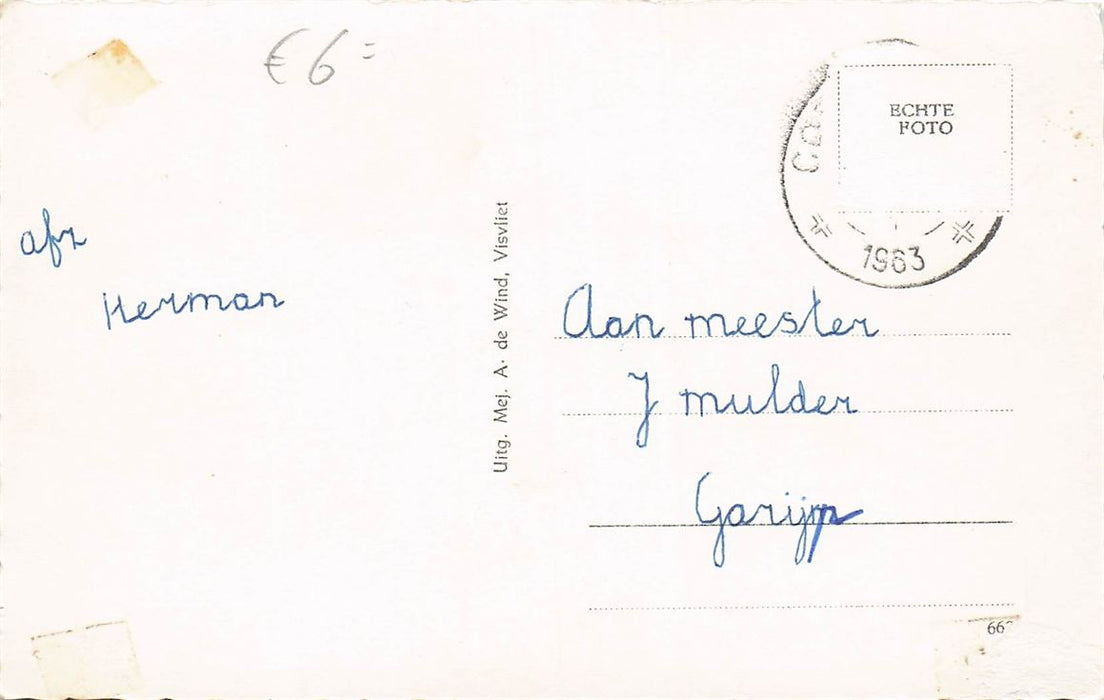 € 6 =
ECHTE
FOTO
1963
afz
Herman
Uitg. Mej. A. de Wind, Visvliet
Aan meester
J mulder
Garijp